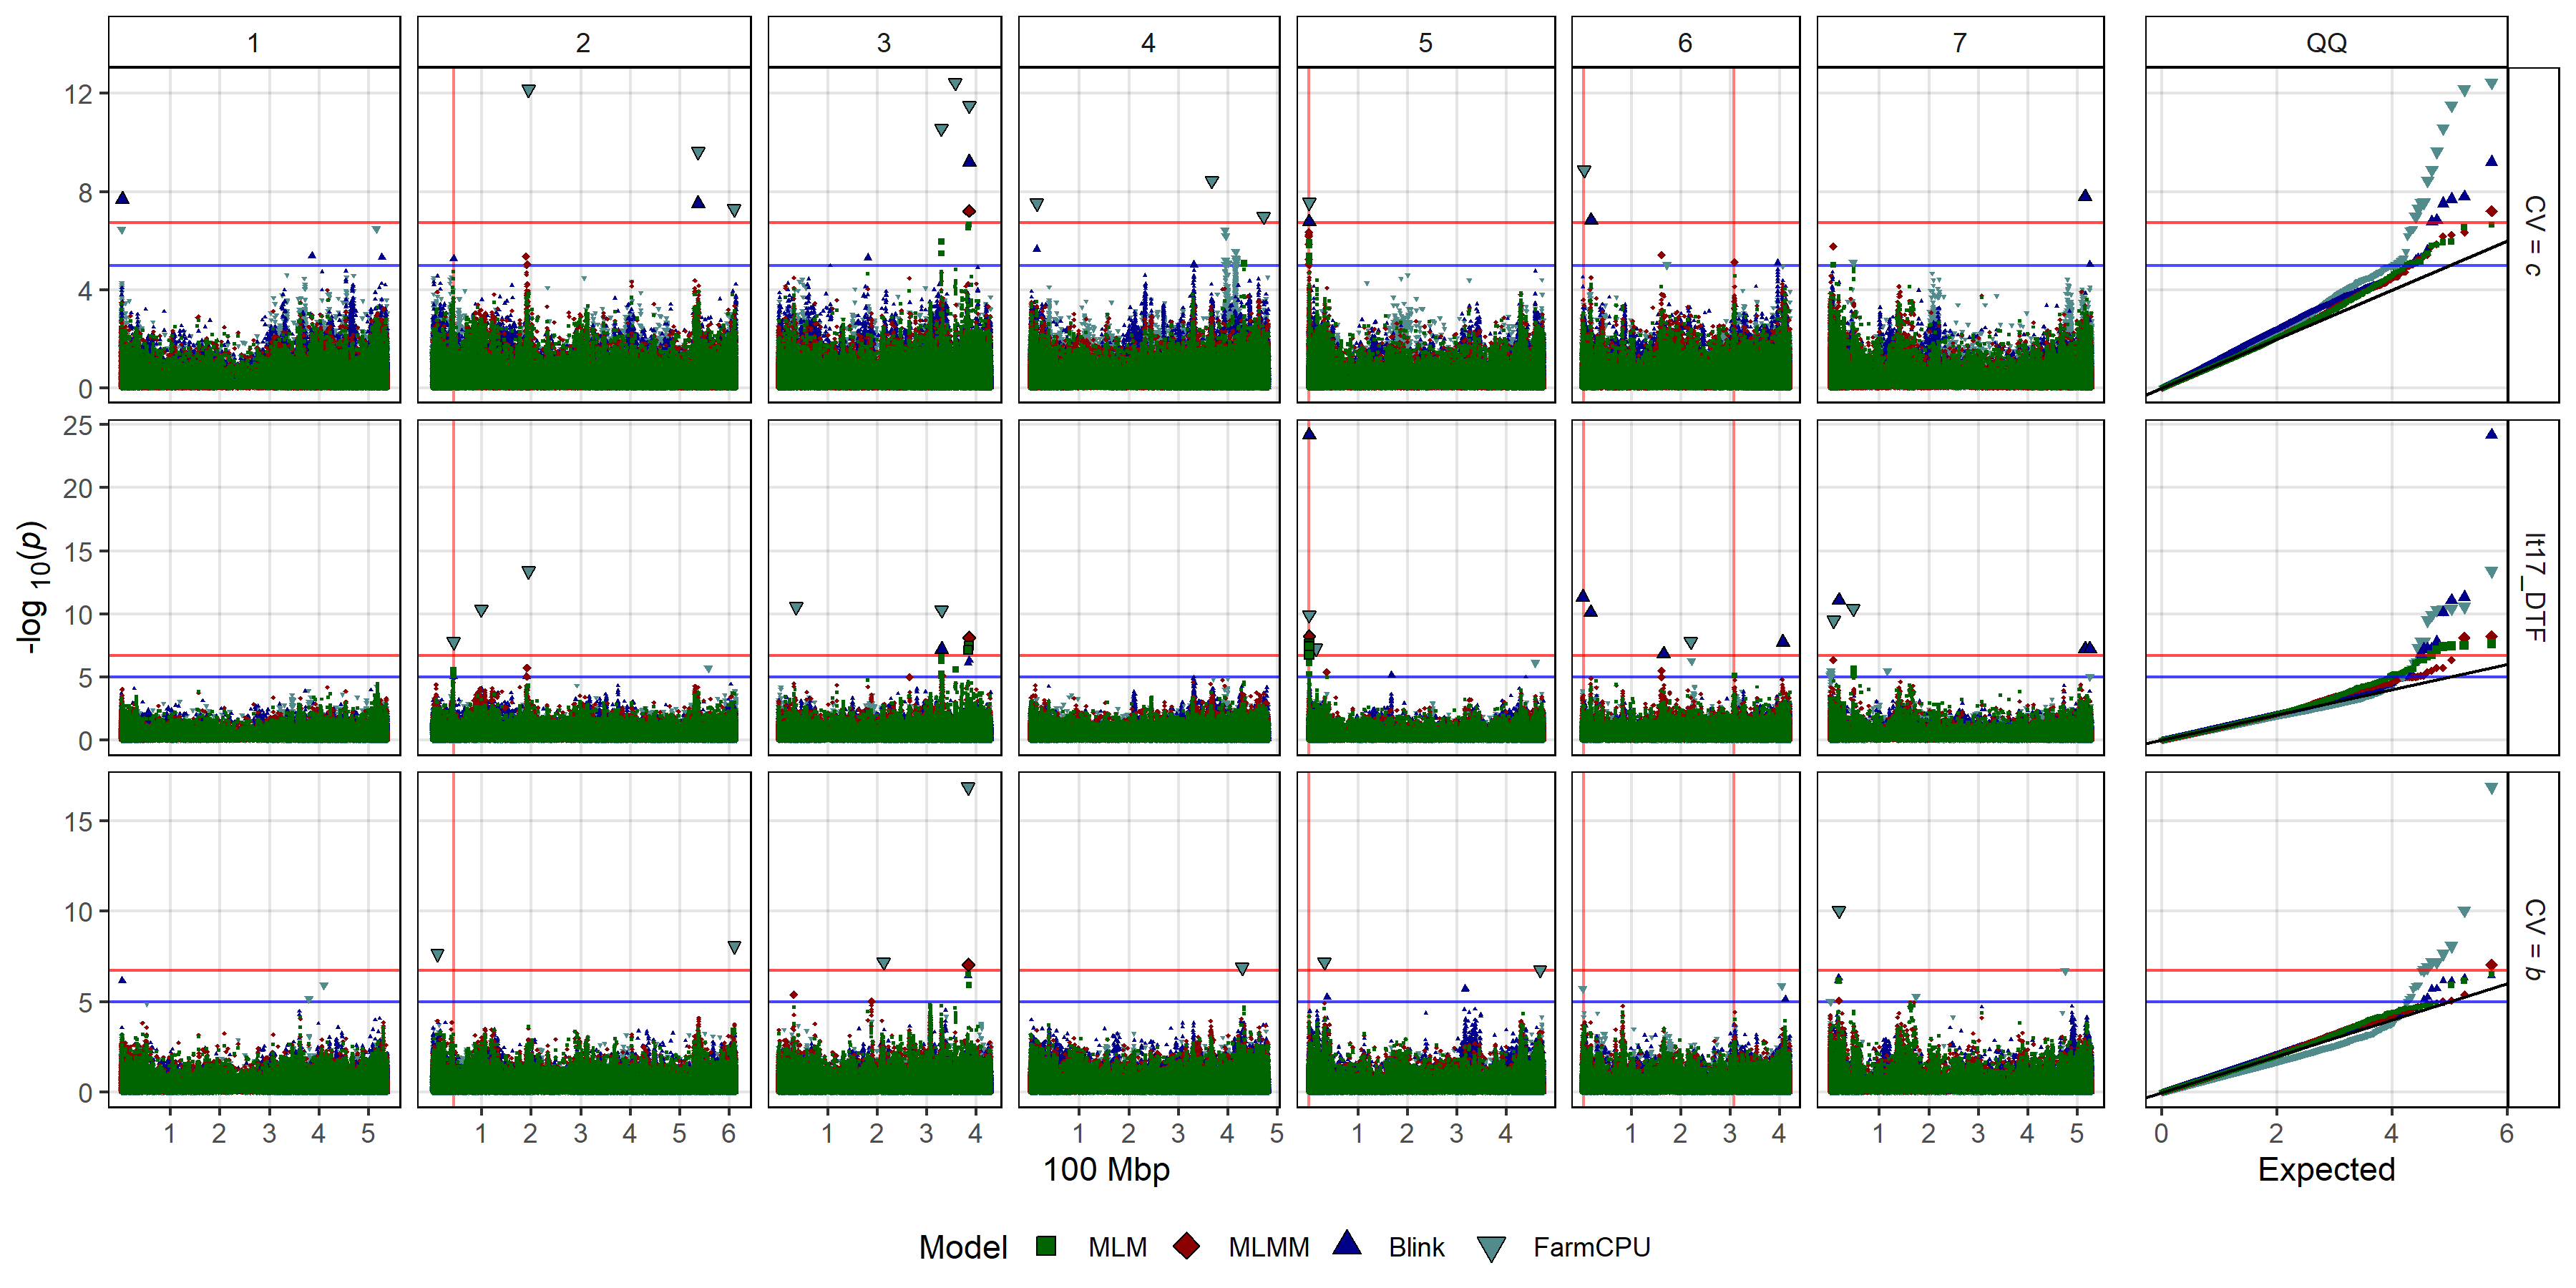 1 2 3 4 5 6 7 QQ
12
8
4
0
CV = c
25
20
15
10
5
0
It17_DTF
15
10
5
0
CV = b
-log 10(p)
1 2 3 4 5 1 2 3 4 5 6 1 2 3 4 1 2 3 4 5 1 2 3 4 1 2 3 4 1 2 3 4 5 0 2 4 6
100 Mbp Expected
Model MLM MLMM Blink FarmCPU